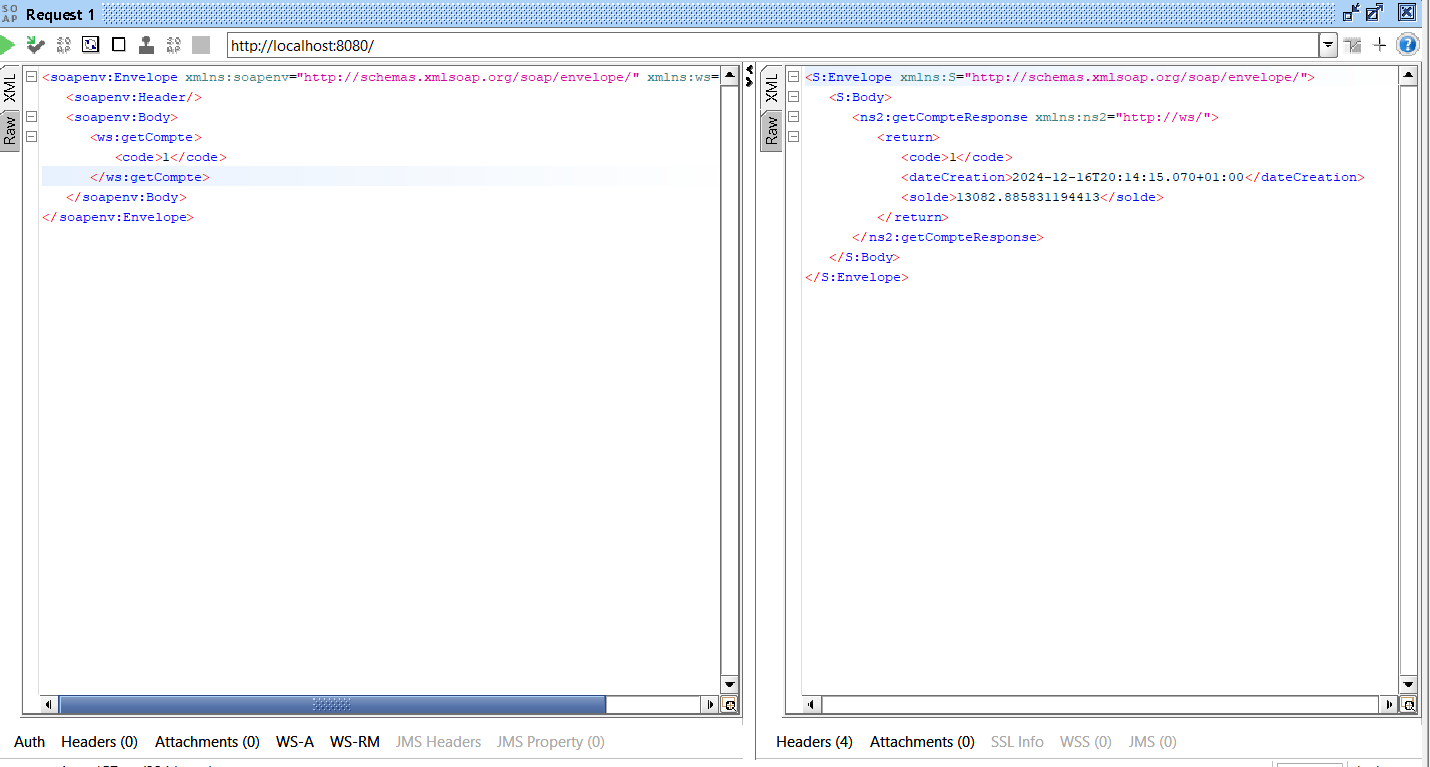 SO
AP
Request 1
http://localhost:8080/
XML
Raw
<soapenv:Envelope xmlns:soapenv="http://schemas.xmlsoap.org/soap/envelope/" xmlns:ws=
<soapenv:Header/>
<soapenv:Body>
<ws:getCompte>
<code>1</code>
</ws:getCompte>
</soapenv:Body>
</soapenv:Envelope>
XML
Raw
<S:Envelope xmlns:S="http://schemas.xmlsoap.org/soap/envelope/">
<S:Body>
<ns2:getCompteResponse xmlns:ns2="http://ws/">
<return>
<code>1</code>
<dateCreation>2024-12-16T20:14:15.070+01:00</dateCreation>
<solde>13082.885831194413</solde>
</return>
</ns2:getCompteResponse>
</S:Body>
</S:Envelope>
Auth Headers (0) Attachments (0) WS-A WS-RM JMS Headers JMS Property (0)
Headers (4) Attachments (0) SSL Info WSS (0) JMS (0)